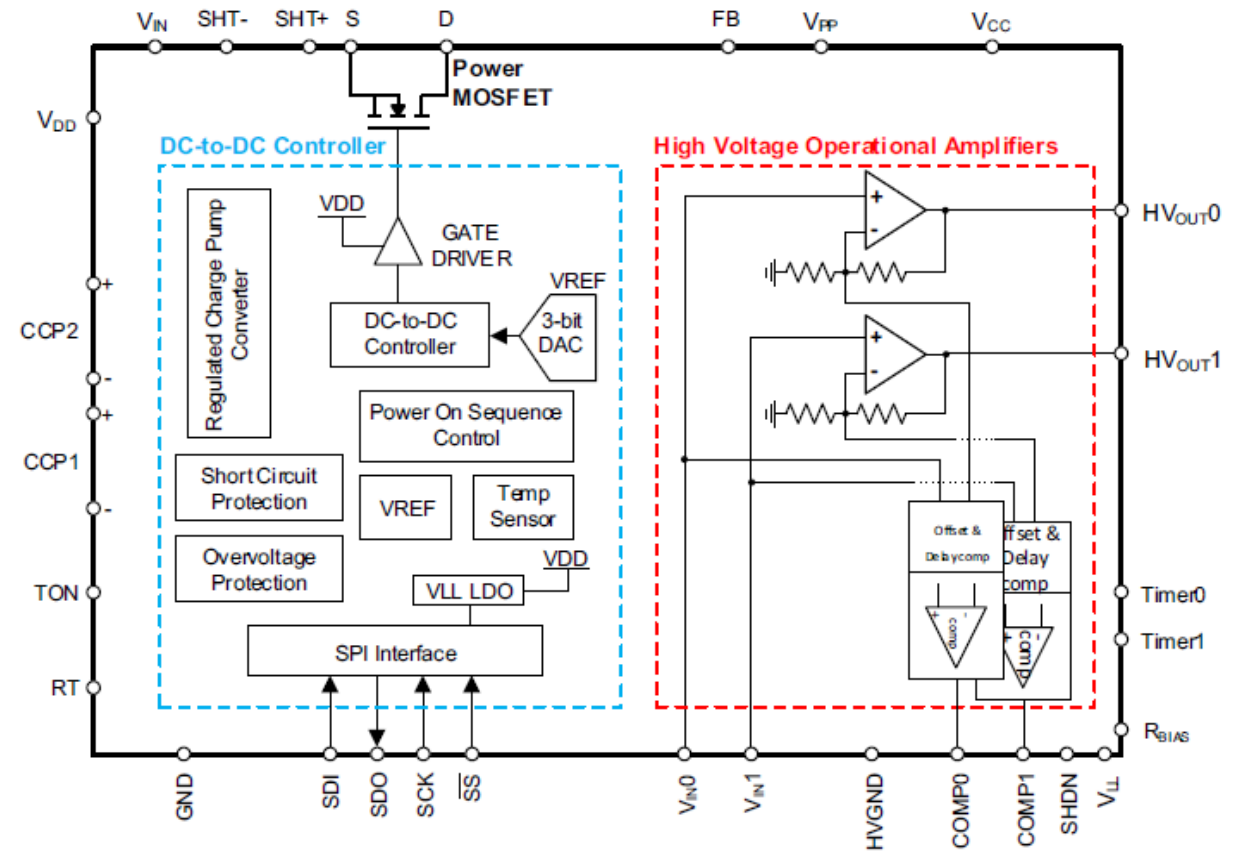 VIN SHT- SHT+ S D FB VPP VCC
Power
MOSFET
VDD
DC-to-DC Controller
High Voltage Operational Amplifiers
Regulated Charge Pump
Converter
VDD
GATE
DRIVER
VREF
3-bit
DAC
DC-to-DC
Controller
+
-
HVOUT0
+
CCP2
-
+
-
HVOUT1
Power On Sequence
Control
+
CCP1
-
Short Circuit
Protection
VREF
Temp
Sensor
Overvoltage
Protection
VDD
VLL LDO
Offset &
Delaycomp
ffset &
Delay
comp
+ -
comp
+ -
comp
TON
Timer0
Timer1
SPI Interface
RT
RBIAS
GND
SDI
SDO
SCK
SS
VIN0
VIN1
HVGND
COMP0
COMP1
SHDN
VLL